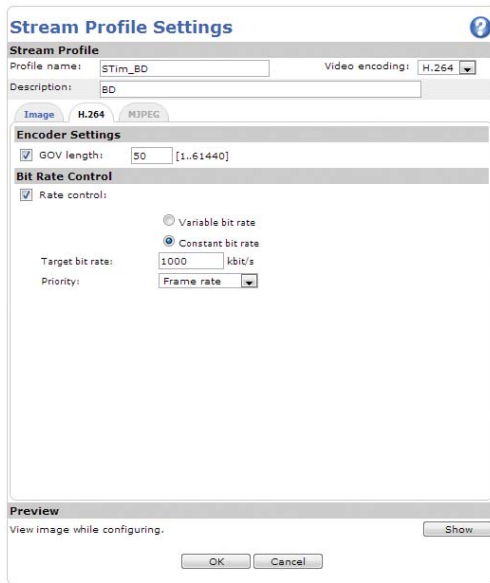 Stream Profile Settings
?
Stream Profile
Profile name: STim_BD Video encoding: H.264
Description: BD
Image H.264 MJPEG
Encoder Settings
GOV length: 50 [1..61440]
Bit Rate Control
Rate control:
Variable bit rate
Constant bit rate
Target bit rate: 1000 kbit/s
Priority: Frame rate
Preview
View image while configuring. Show
OK Cancel